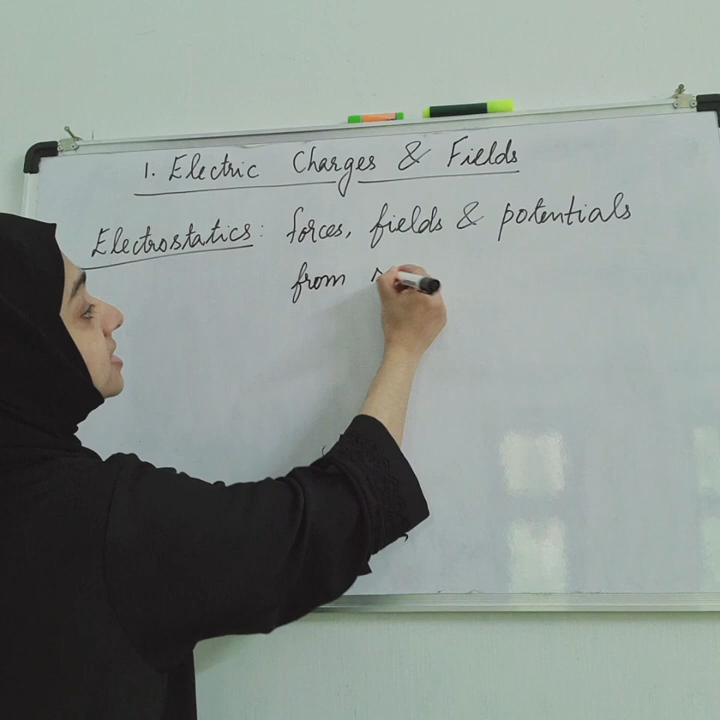 1. Electric Charges & Fields
Electrostatics: forces, fields & potentials
from